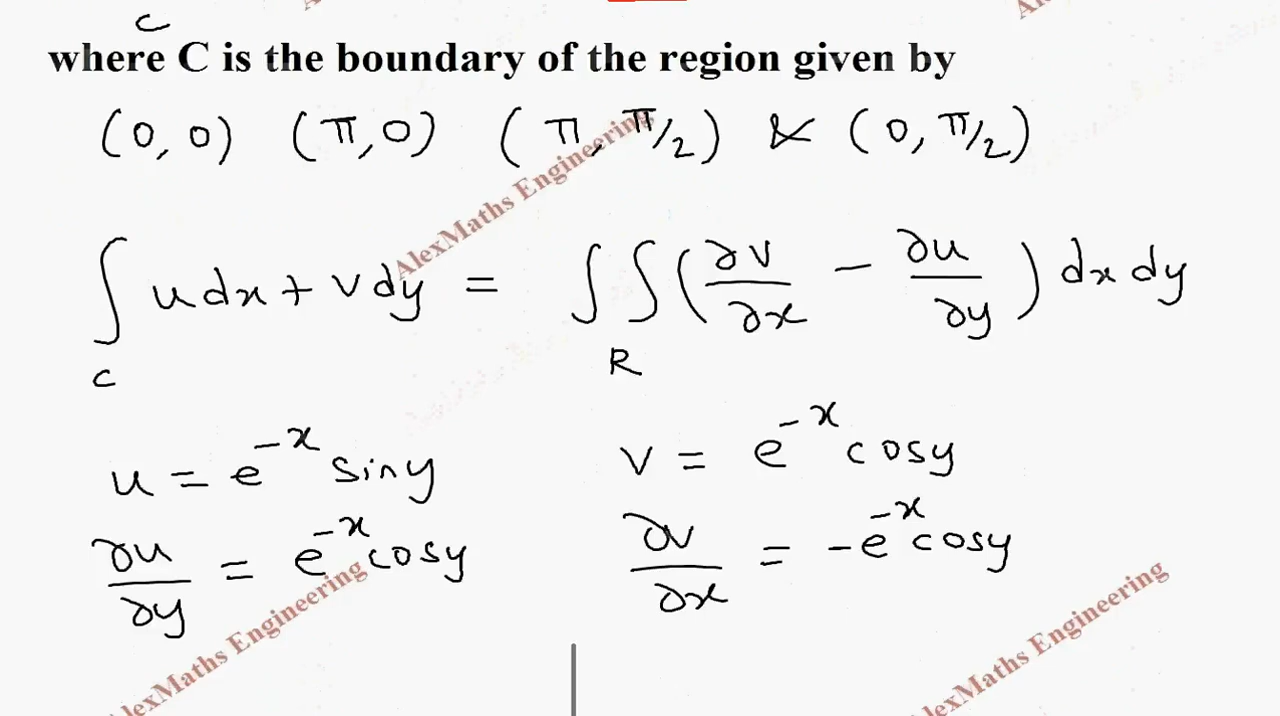 C
where C is the boundary of the region given by
(0,0) (π,0) (π, π/2) & (0, π/2)
AlexMaths Engineering
∫_C u dx + v dy = ∫∫_R (∂v/∂x − ∂u/∂y) dx dy
u = e^{-x} sin y v = e^{-x} cos y
∂u/∂y = e^{-x} cos y ∂v/∂x = -e^{-x} cos y
AlexMaths Engineering
AlexMaths Engineering